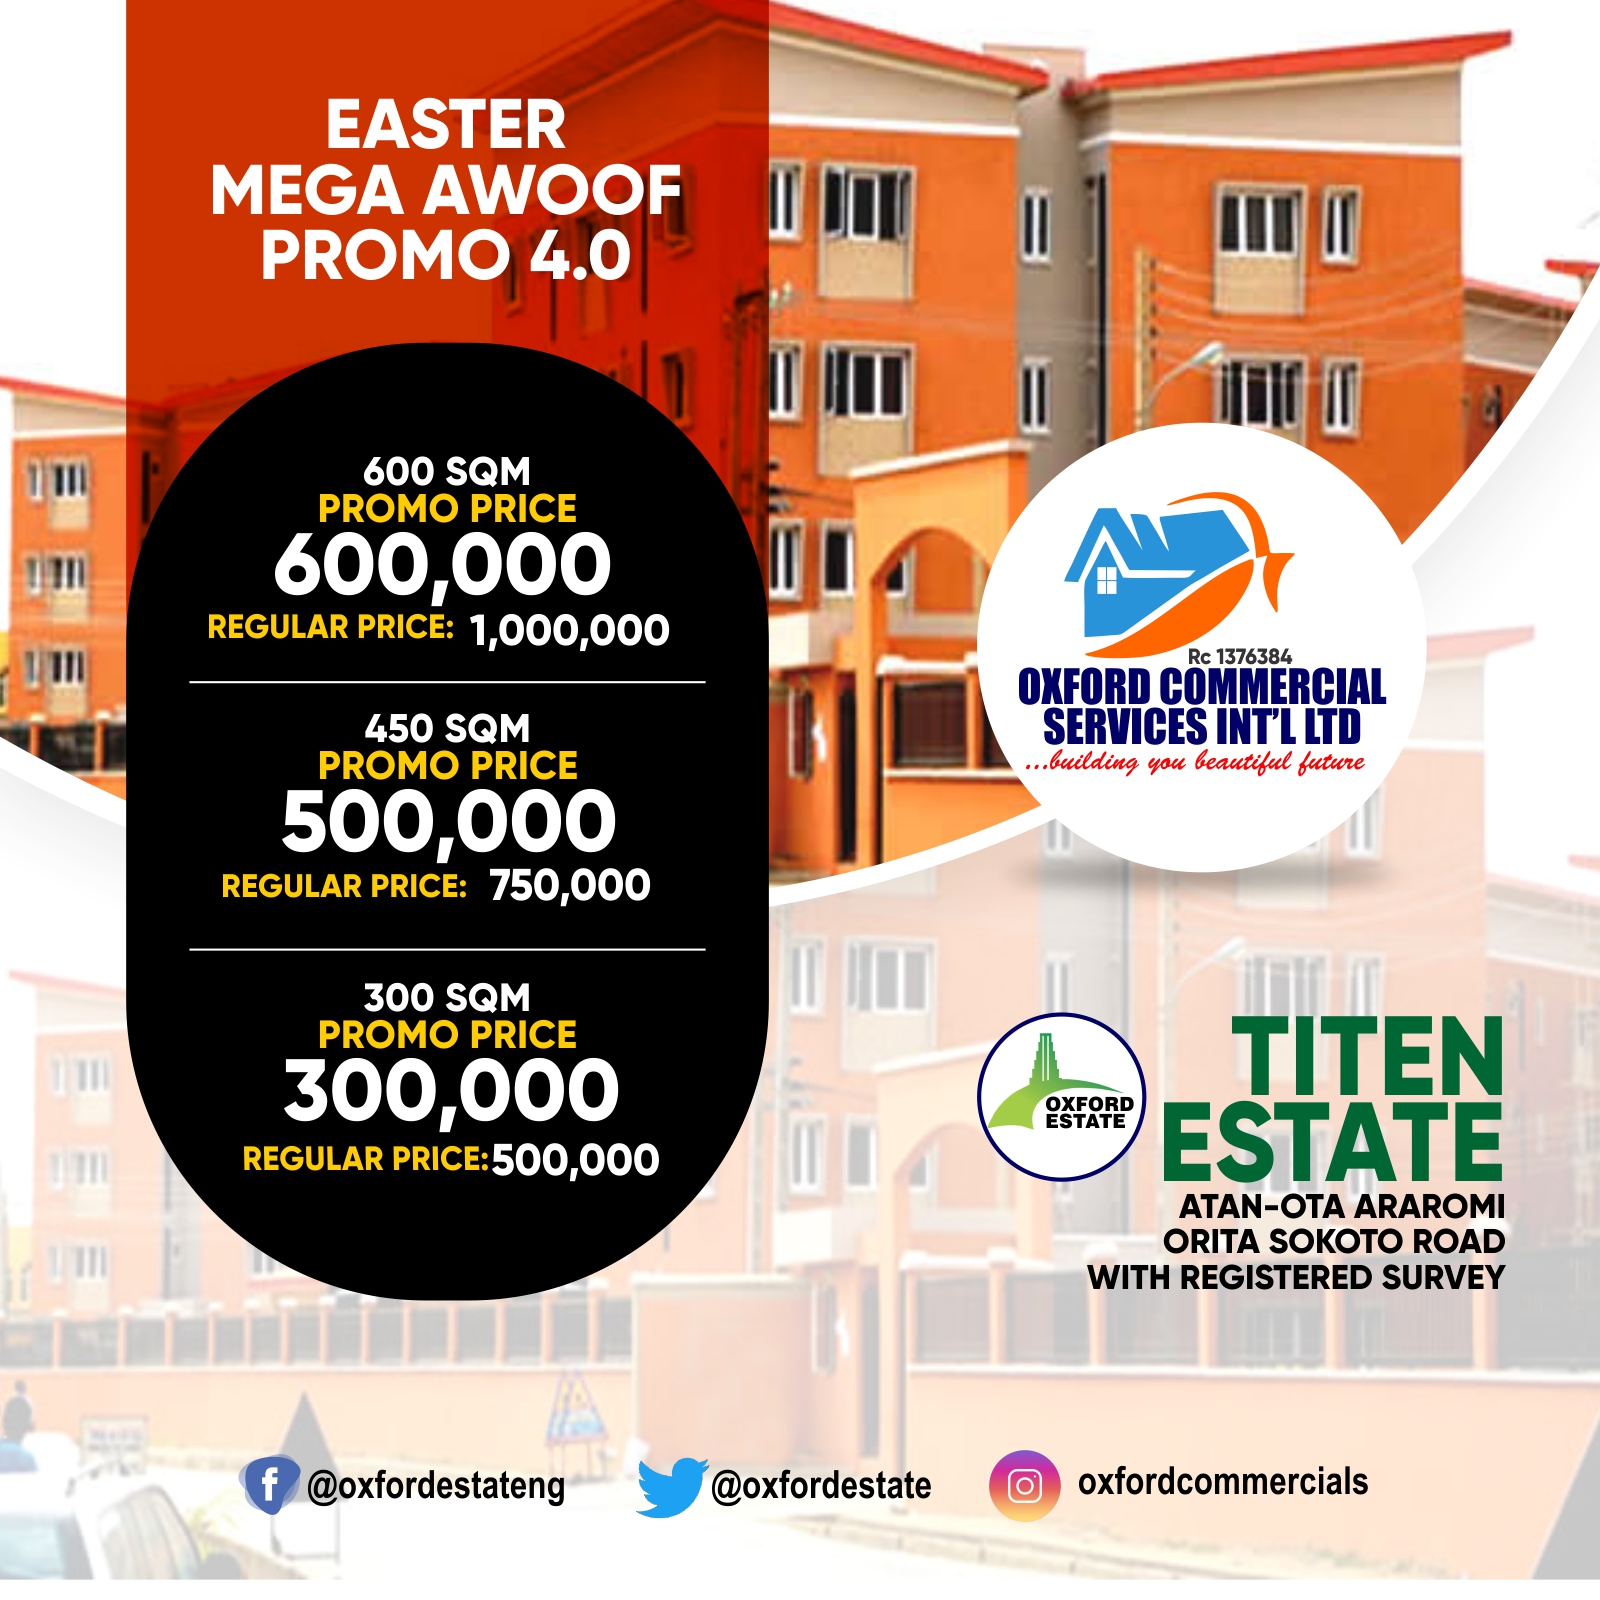 EASTER
MEGA AWOOF
PROMO 4.0
600 SQM
PROMO PRICE
600,000
REGULAR PRICE: 1,000,000
450 SQM
PROMO PRICE
500,000
REGULAR PRICE: 750,000
300 SQM
PROMO PRICE
300,000
REGULAR PRICE: 500,000
Rc 1376384
OXFORD COMMERCIAL
SERVICES INT'L LTD
...building you beautiful future
OXFORD
ESTATE
TITEN
ESTATE
ATAN-OTA ARAROMI
ORITA SOKOTO ROAD
WITH REGISTERED SURVEY
@oxfordestateng
@oxfordestate
oxfordcommercials